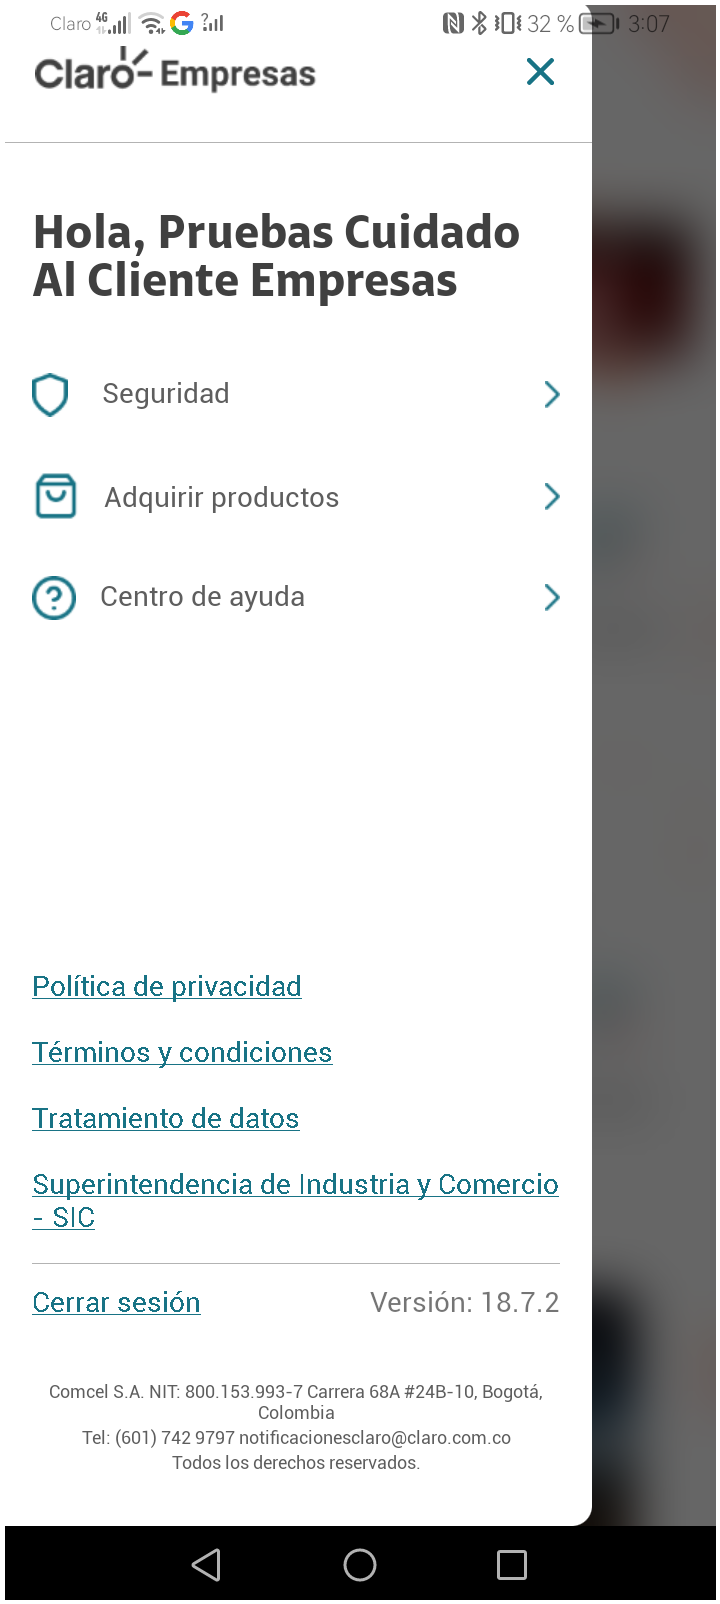 Claro 4G ? 32 % 3:07
Claro Empresas
Hola, Pruebas Cuidado
Al Cliente Empresas
Seguridad
Adquirir productos
Centro de ayuda
Política de privacidad
Términos y condiciones
Tratamiento de datos
Superintendencia de Industria y Comercio
- SIC
Cerrar sesión Versión: 18.7.2
Comcel S.A. NIT: 800.153.993-7 Carrera 68A #24B-10, Bogotá,
Colombia
Tel: (601) 742 9797 notificacionesclaro@claro.com.co
Todos los derechos reservados.